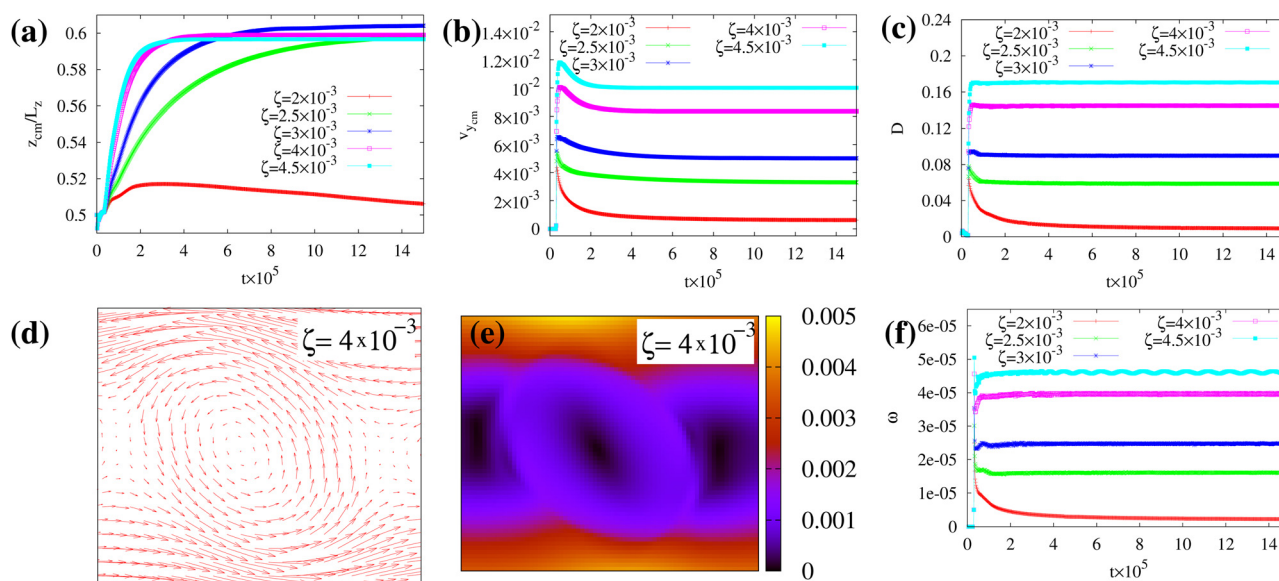 (a)
z_cm/L_z
0.6
0.58
0.56
0.54
0.52
0.5
ζ=2×10⁻³
ζ=2.5×10⁻³
ζ=3×10⁻³
ζ=4×10⁻³
ζ=4.5×10⁻³
0 2 4 6 8 10 12 14
t×10⁵
(b)
v_y_cm
1.4×10⁻²
1.2×10⁻²
10⁻²
8×10⁻³
6×10⁻³
4×10⁻³
2×10⁻³
0
ζ=2×10⁻³
ζ=2.5×10⁻³
ζ=3×10⁻³
ζ=4×10⁻³
ζ=4.5×10⁻³
0 2 4 6 8 10 12 14
t×10⁵
(c)
D
0.24
0.2
0.16
0.12
0.08
0.04
0
ζ=2×10⁻³
ζ=2.5×10⁻³
ζ=3×10⁻³
ζ=4×10⁻³
ζ=4.5×10⁻³
0 2 4 6 8 10 12 14
t×10⁵
(d)
ζ= 4×10⁻³
(e)
ζ= 4×10⁻³
0.005
0.004
0.003
0.002
0.001
0
(f)
ω
6e-05
5e-05
4e-05
3e-05
2e-05
1e-05
0
ζ=2×10⁻³
ζ=2.5×10⁻³
ζ=3×10⁻³
ζ=4×10⁻³
ζ=4.5×10⁻³
0 2 4 6 8 10 12 14
t×10⁵